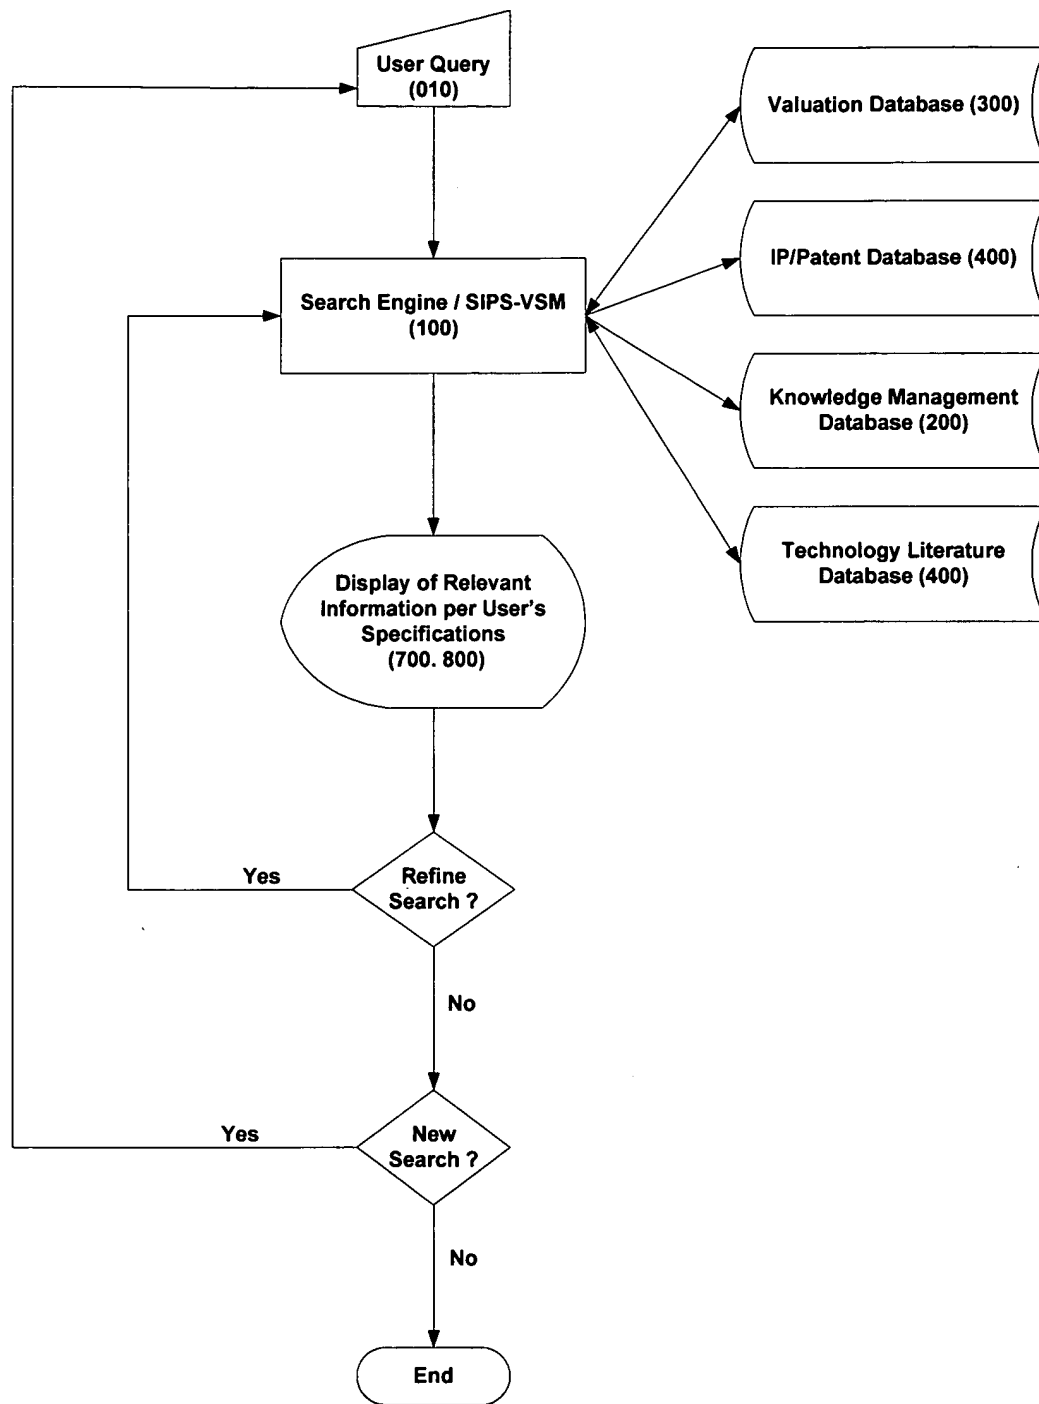 User Query
(010)
Valuation Database (300)
IP/Patent Database (400)
Search Engine / SIPS-VSM
(100)
Knowledge Management
Database (200)
Technology Literature
Database (400)
Display of Relevant
Information per User's
Specifications
(700. 800)
Yes
Refine
Search ?
No
Yes
New
Search ?
No
End